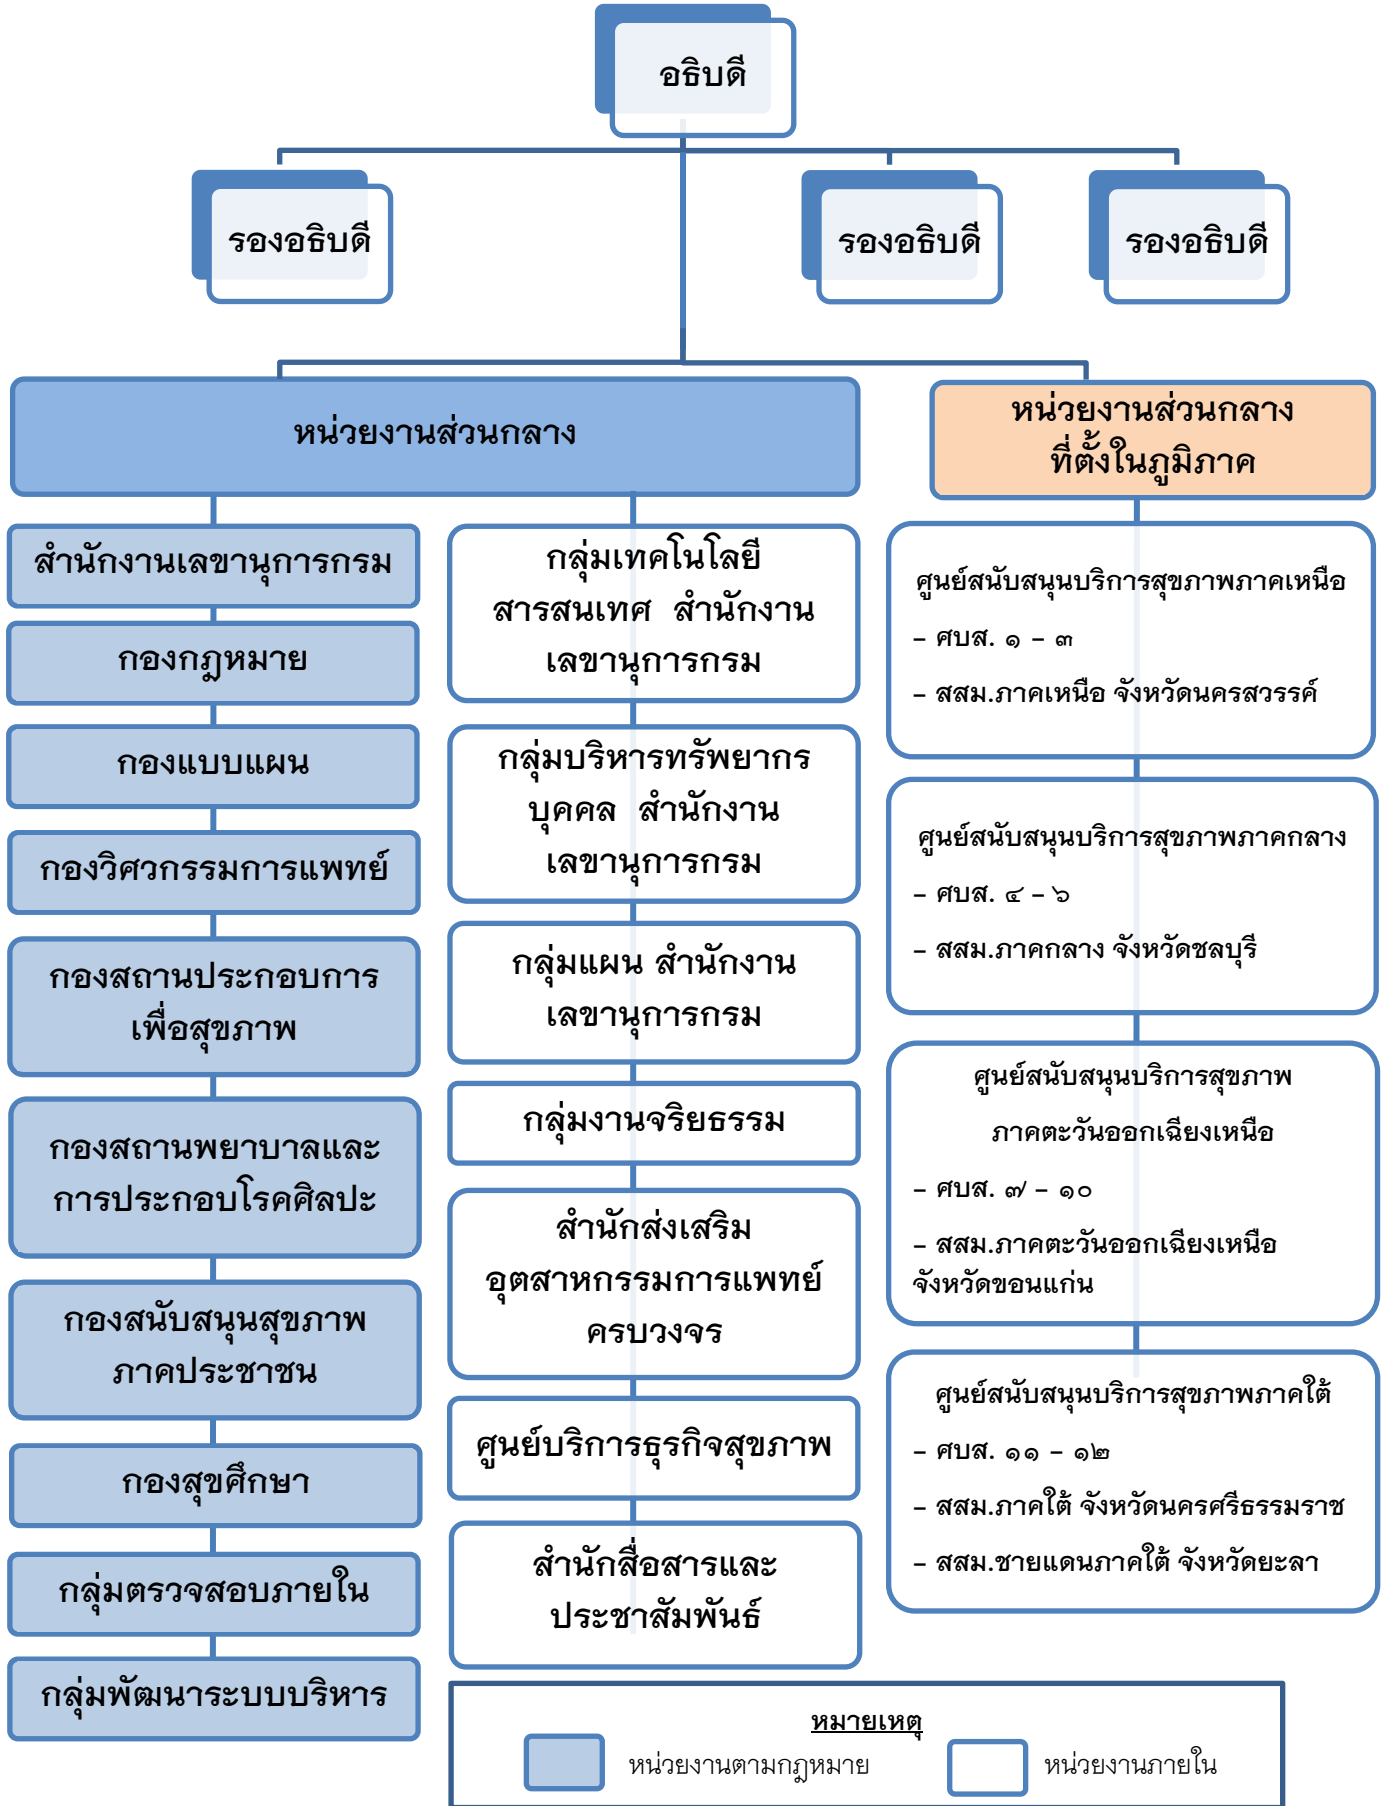 อธิบดี
รองอธิบดี
รองอธิบดี
รองอธิบดี
หน่วยงานส่วนกลาง
สำนักงานเลขานุการกรม
กองกฎหมาย
กองแบบแผน
กองวิศวกรรมการแพทย์
กองสถานประกอบการ
เพื่อสุขภาพ
กองสถานพยาบาลและ
การประกอบโรคศิลปะ
กองสนับสนุนสุขภาพ
ภาคประชาชน
กองสุขศึกษา
กลุ่มตรวจสอบภายใน
กลุ่มพัฒนาระบบบริหาร
กลุ่มเทคโนโลยี
สารสนเทศ สำนักงาน
เลขานุการกรม
กลุ่มบริหารทรัพยากร
บุคคล สำนักงาน
เลขานุการกรม
กลุ่มแผน สำนักงาน
เลขานุการกรม
กลุ่มงานจริยธรรม
สำนักส่งเสริม
อุตสาหกรรมการแพทย์
ครบวงจร
ศูนย์บริการธุรกิจสุขภาพ
สำนักสื่อสารและ
ประชาสัมพันธ์
หน่วยงานส่วนกลาง
ที่ตั้งในภูมิภาค
ศูนย์สนับสนุนบริการสุขภาพภาคเหนือ
- ศบส. ๑ - ๓
- สสม.ภาคเหนือ จังหวัดนครสวรรค์
ศูนย์สนับสนุนบริการสุขภาพภาคกลาง
- ศบส. ๔ - ๖
- สสม.ภาคกลาง จังหวัดชลบุรี
ศูนย์สนับสนุนบริการสุขภาพ
ภาคตะวันออกเฉียงเหนือ
- ศบส. ๗ - ๑๐
- สสม.ภาคตะวันออกเฉียงเหนือ
จังหวัดขอนแก่น
ศูนย์สนับสนุนบริการสุขภาพภาคใต้
- ศบส. ๑๑ - ๑๒
- สสม.ภาคใต้ จังหวัดนครศรีธรรมราช
- สสม.ชายแดนภาคใต้ จังหวัดยะลา
หมายเหตุ
หน่วยงานตามกฎหมาย
หน่วยงานภายใน